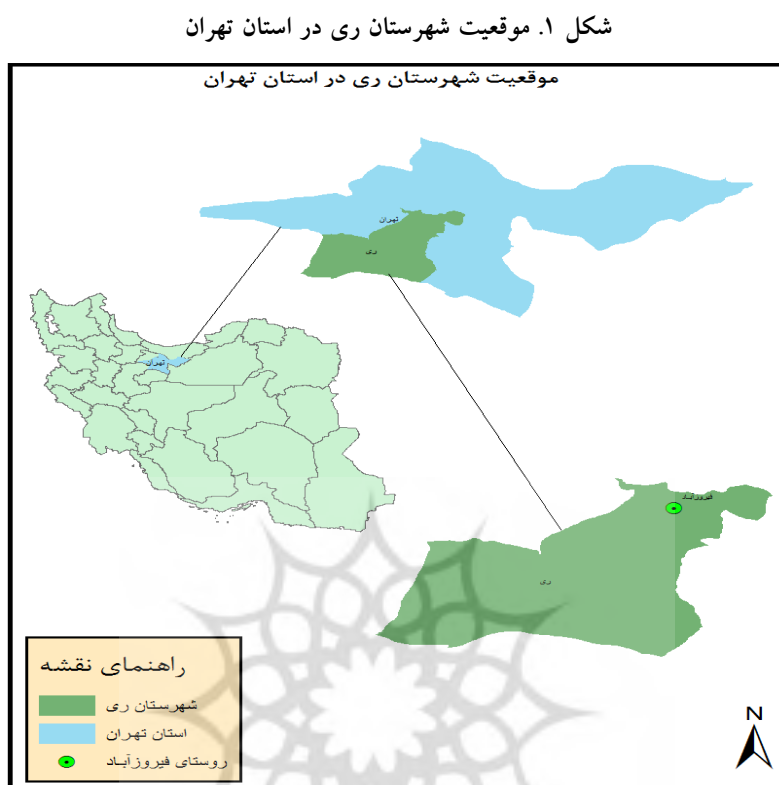 شکل ۱. موقعیت شهرستان ری در استان تهران
موقعیت شهرستان ری در استان تهران
تهران
ری
تهران
فیروزآباد
ری
راهنمای نقشه
شهرستان ری
استان تهران
روستای فیروزآباد
N